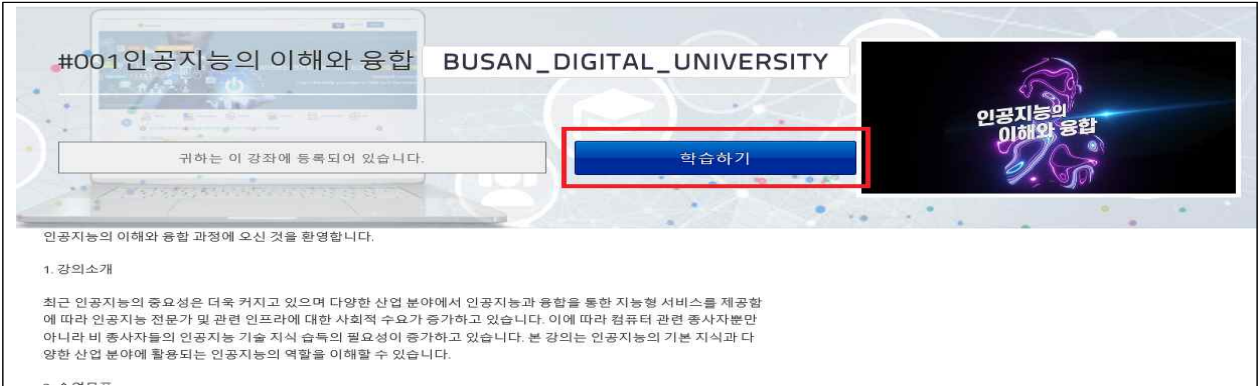 #001인공지능의 이해와 융합 BUSAN_DIGITAL_UNIVERSITY
인공지능의
이해와 융합
귀하는 이 강좌에 등록되어 있습니다.
학습하기
인공지능의 이해와 융합 과정에 오신 것을 환영합니다.
1. 강의소개
최근 인공지능의 중요성은 더욱 커지고 있으며 다양한 산업 분야에서 인공지능과 융합을 통한 지능형 서비스를 제공함
에 따라 인공지능 전문가 및 관련 인프라에 대한 사회적 수요가 증가하고 있습니다. 이에 따라 컴퓨터 관련 종사자뿐만
아니라 비 종사자들의 인공지능 기술 지식 습득의 필요성이 증가하고 있습니다. 본 강의는 인공지능의 기본 지식과 다
양한 산업 분야에 활용되는 인공지능의 역할을 이해할 수 있습니다.